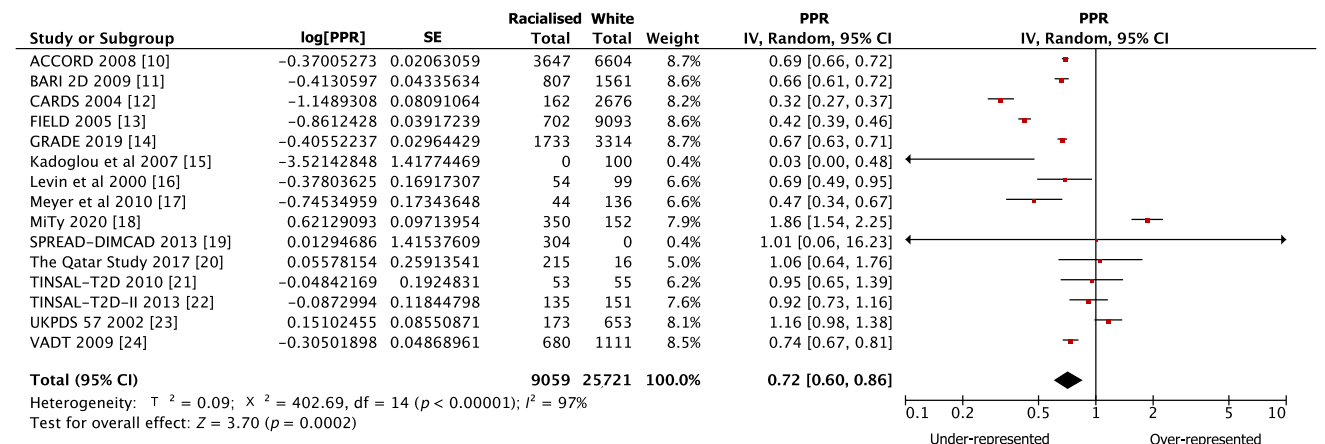 Racialised White PPR PPR
Study or Subgroup log[PPR] SE Total Total Weight IV, Random, 95% CI IV, Random, 95% CI
ACCORD 2008 [10] −0.37005273 0.02063059 3647 6604 8.7% 0.69 [0.66, 0.72]
BARI 2D 2009 [11] −0.4130597 0.04335634 807 1561 8.6% 0.66 [0.61, 0.72]
CARDS 2004 [12] −1.1489308 0.08091064 162 2676 8.2% 0.32 [0.27, 0.37]
FIELD 2005 [13] −0.8612428 0.03917239 702 9093 8.6% 0.42 [0.39, 0.46]
GRADE 2019 [14] −0.40552237 0.02964429 1733 3314 8.7% 0.67 [0.63, 0.71]
Kadoglou et al 2007 [15] −3.52142848 1.41774469 0 100 0.4% 0.03 [0.00, 0.48]
Levin et al 2000 [16] −0.37803625 0.16917307 54 99 6.6% 0.69 [0.49, 0.95]
Meyer et al 2010 [17] −0.74534959 0.17343648 44 136 6.6% 0.47 [0.34, 0.67]
MiTy 2020 [18] 0.62129093 0.09713954 350 152 7.9% 1.86 [1.54, 2.25]
SPREAD−DIMCAD 2013 [19] 0.01294686 1.41537609 304 0 0.4% 1.01 [0.06, 16.23]
The Qatar Study 2017 [20] 0.05578154 0.25913541 215 16 5.0% 1.06 [0.64, 1.76]
TINSAL−T2D 2010 [21] −0.04842169 0.1924831 53 55 6.2% 0.95 [0.65, 1.39]
TINSAL−T2D−II 2013 [22] −0.0872994 0.11844798 135 151 7.6% 0.92 [0.73, 1.16]
UKPDS 57 2002 [23] 0.15102455 0.08550871 173 653 8.1% 1.16 [0.98, 1.38]
VADT 2009 [24] −0.30501898 0.04868961 680 1111 8.5% 0.74 [0.67, 0.81]
Total (95% CI) 9059 25,721 100.0% 0.72 [0.60, 0.86]
Heterogeneity: T ² = 0.09; X ² = 402.69, df = 14 (p < 0.00001); I² = 97%
Test for overall effect: Z = 3.70 (p = 0.0002)
0.1 0.2 0.5 1 2 5 10
Under-represented Over-represented